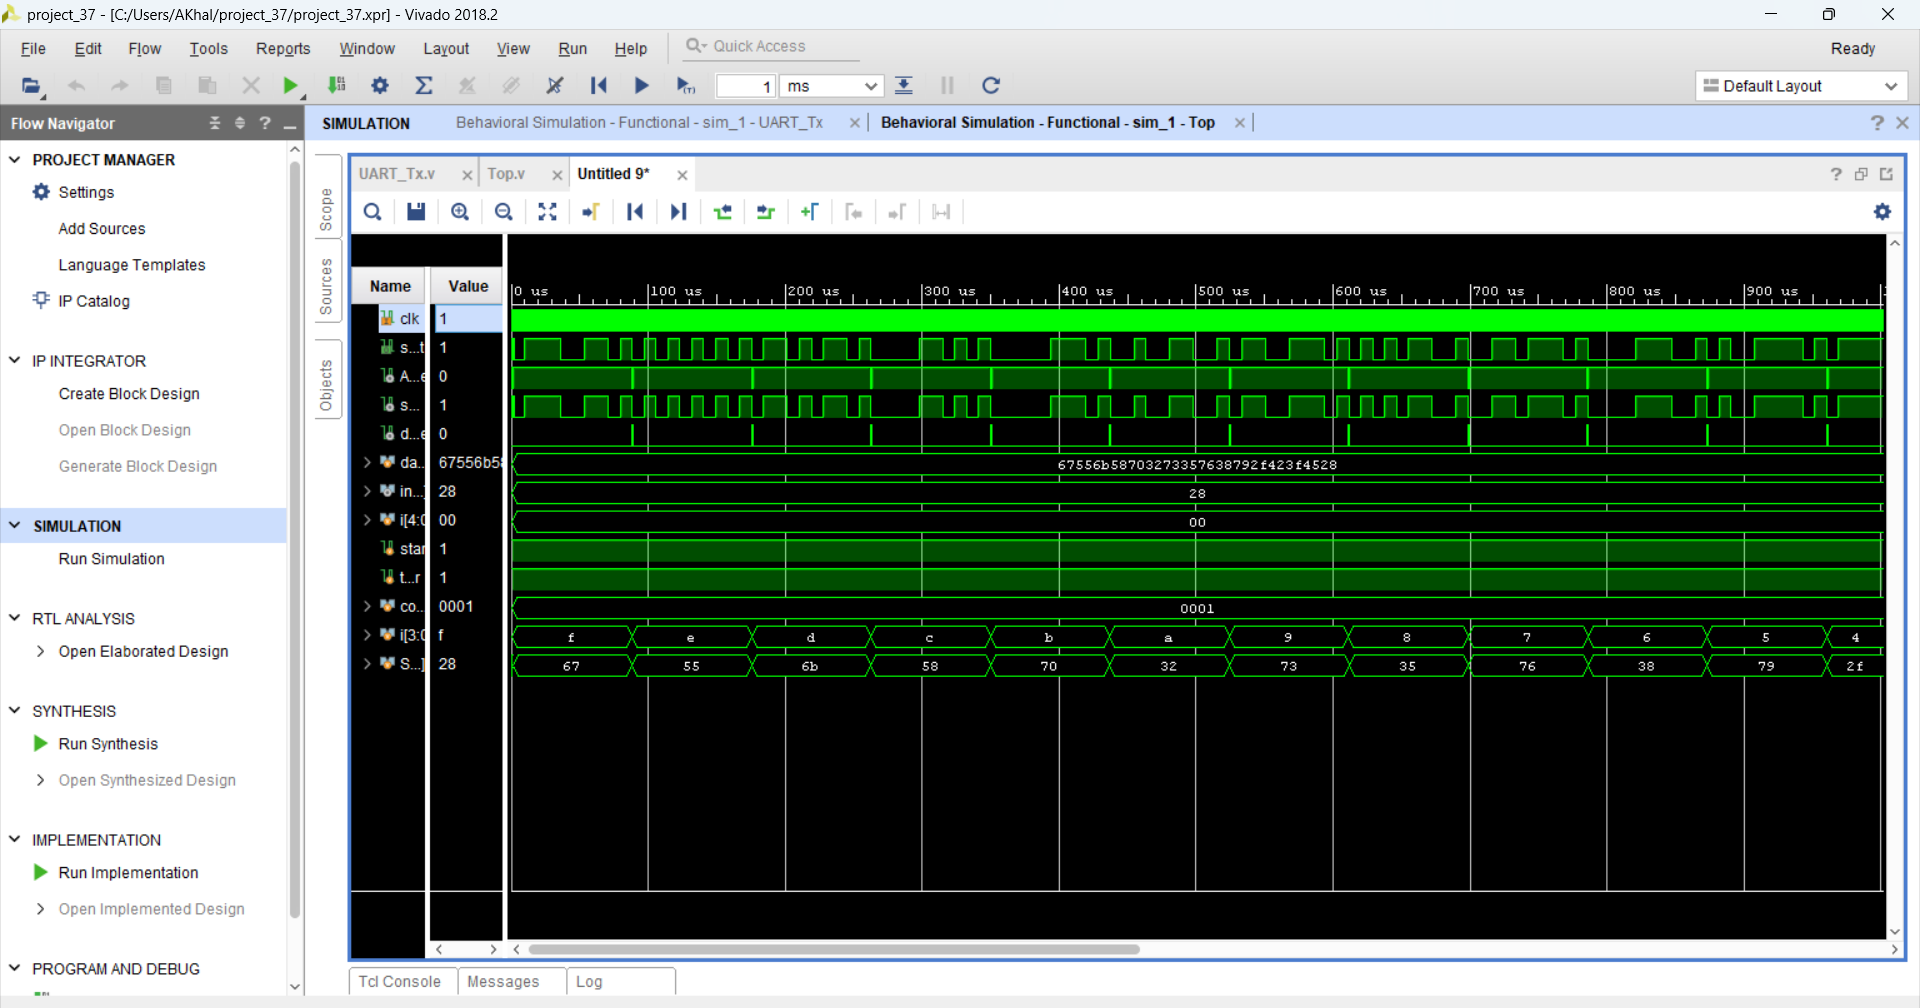 project_37 - [C:/Users/AKhal/project_37/project_37.xpr] - Vivado 2018.2
File Edit Flow Tools Reports Window Layout View Run Help Quick Access Ready
1 ms Default Layout
Flow Navigator
SIMULATION Behavioral Simulation - Functional - sim_1 - UART_Tx Behavioral Simulation - Functional - sim_1 - Top
PROJECT MANAGER
Settings
Add Sources
Language Templates
IP Catalog
IP INTEGRATOR
Create Block Design
Open Block Design
Generate Block Design
SIMULATION
Run Simulation
RTL ANALYSIS
Open Elaborated Design
SYNTHESIS
Run Synthesis
Open Synthesized Design
IMPLEMENTATION
Run Implementation
Open Implemented Design
PROGRAM AND DEBUG
Scope
Sources
Objects
UART_Tx.v Top.v Untitled 9*
Name Value
0 us 100 us 200 us 300 us 400 us 500 us 600 us 700 us 800 us 900 us
clk 1
s...t 1
A...e 0
s... 1
d...e 0
da... 67556b58 67556b58703273357638792f423f4528
in...] 28 28
i[4:0 00 00
star 1
t...r 1
co... 0001 0001
i[3:0 f f e d c b a 9 8 7 6 5 4
S...] 28 67 55 6b 58 70 32 73 35 76 38 79 2f
Tcl Console Messages Log